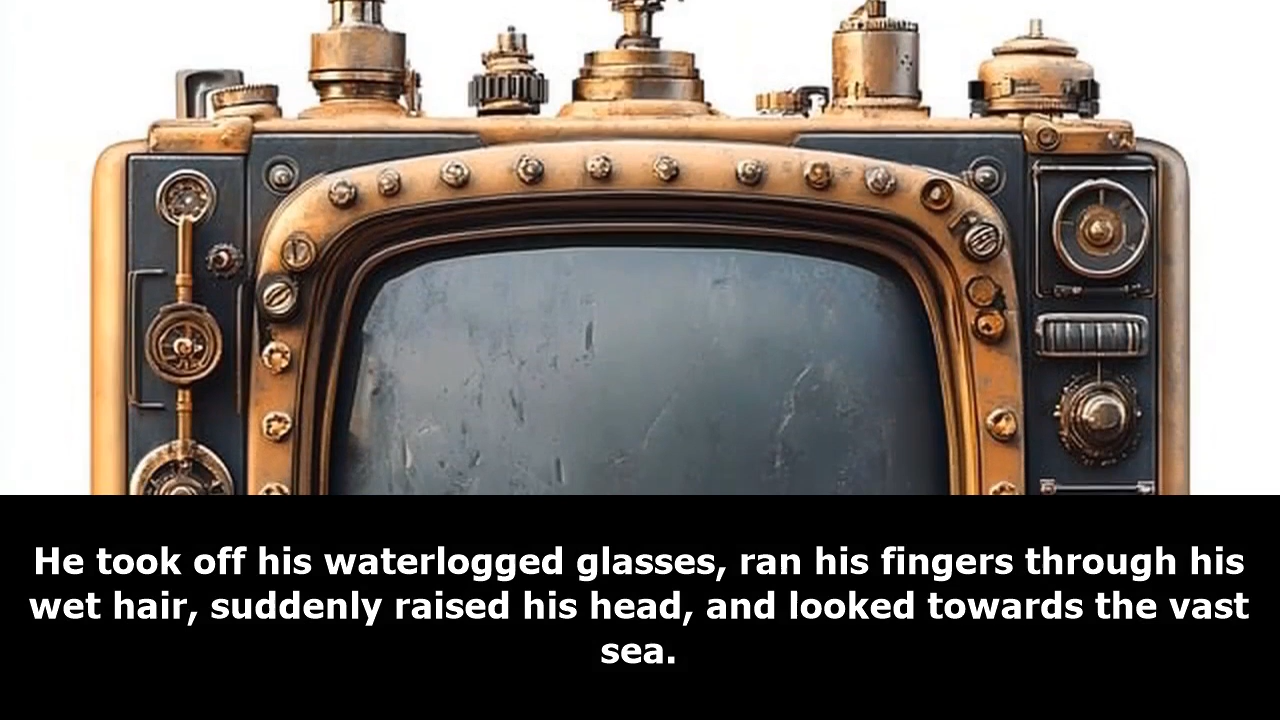 He took off his waterlogged glasses, ran his fingers through his
wet hair, suddenly raised his head, and looked towards the vast
sea.